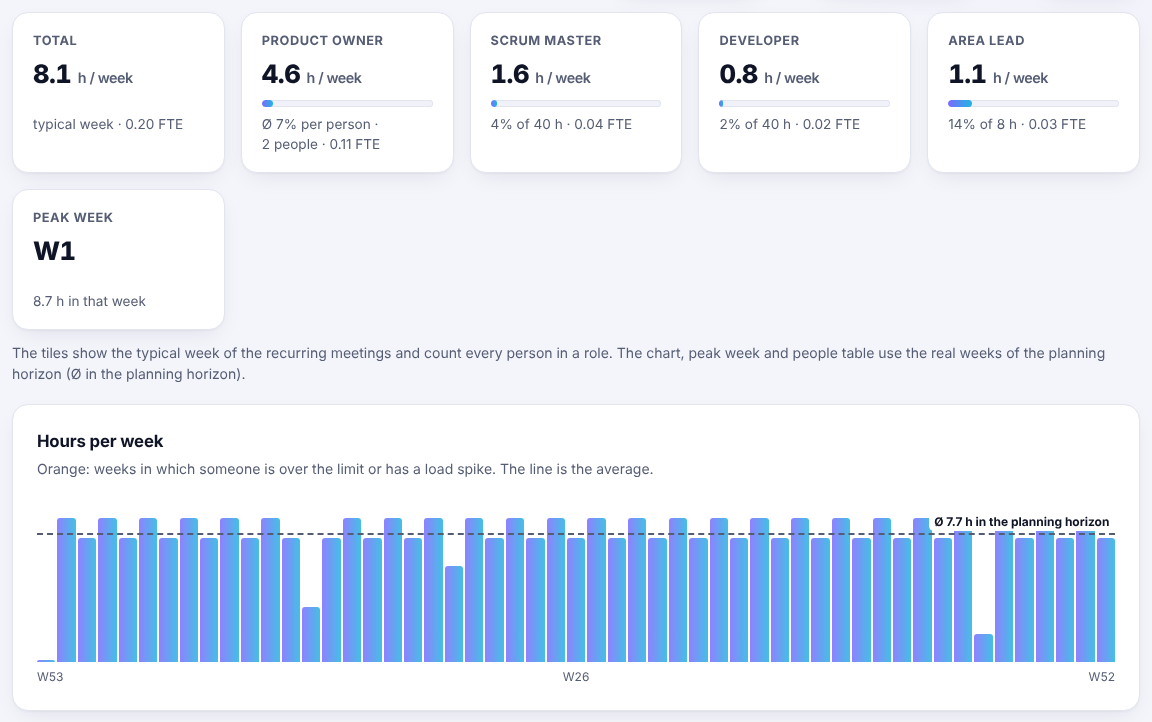 TOTAL
8.1 h / week
typical week · 0.20 FTE
PRODUCT OWNER
4.6 h / week
Ø 7% per person ·
2 people · 0.11 FTE
SCRUM MASTER
1.6 h / week
4% of 40 h · 0.04 FTE
DEVELOPER
0.8 h / week
2% of 40 h · 0.02 FTE
AREA LEAD
1.1 h / week
14% of 8 h · 0.03 FTE
PEAK WEEK
W1
8.7 h in that week
The tiles show the typical week of the recurring meetings and count every person in a role. The chart, peak week and people table use the real weeks of the planning
horizon (Ø in the planning horizon).
Hours per week
Orange: weeks in which someone is over the limit or has a load spike. The line is the average.
Ø 7.7 h in the planning horizon
W53
W26
W52